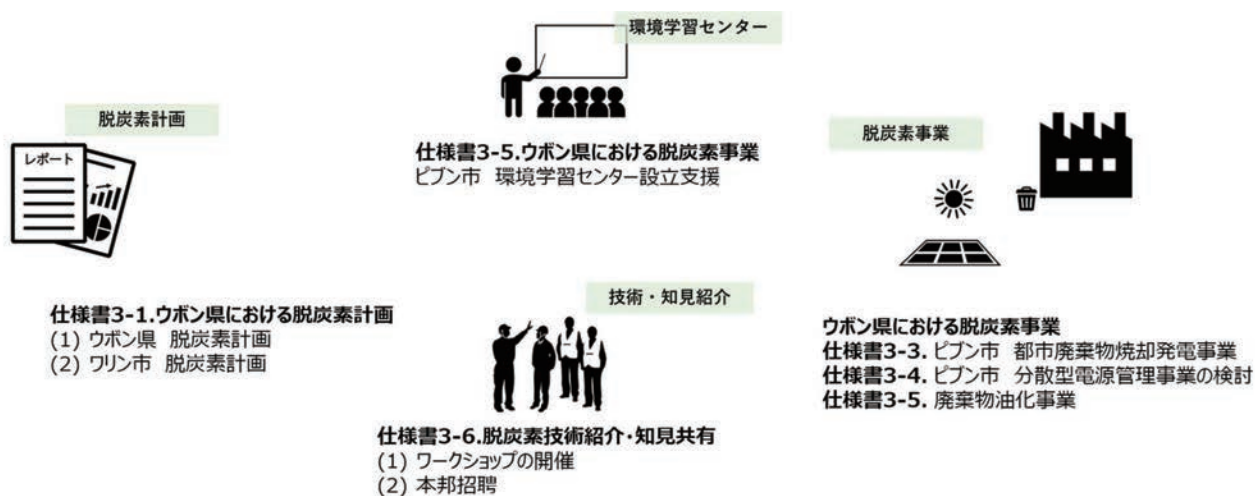 環境学習センター
仕様書3-5.ウボン県における脱炭素事業
ピブン市 環境学習センター設立支援
脱炭素計画
レポート
仕様書3-1.ウボン県における脱炭素計画
(1) ウボン県 脱炭素計画
(2) ワリン市 脱炭素計画
技術・知見紹介
仕様書3-6.脱炭素技術紹介・知見共有
(1) ワークショップの開催
(2) 本邦招聘
脱炭素事業
ウボン県における脱炭素事業
仕様書3-3. ピブン市 都市廃棄物焼却発電事業
仕様書3-4. ピブン市 分散型電源管理事業の検討
仕様書3-5. 廃棄物油化事業